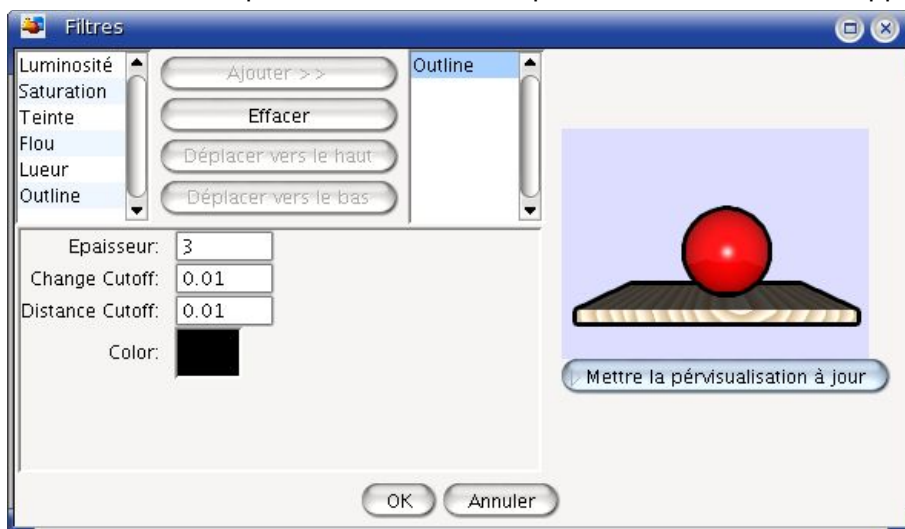 Filtres
Luminosité
Saturation
Teinte
Flou
Lueur
Outline
Ajouter >>
Effacer
Déplacer vers le haut
Déplacer vers le bas
Outline
Epaisseur: 3
Change Cutoff: 0.01
Distance Cutoff: 0.01
Color:
Mettre la pérvisualisation à jour
OK Annuler